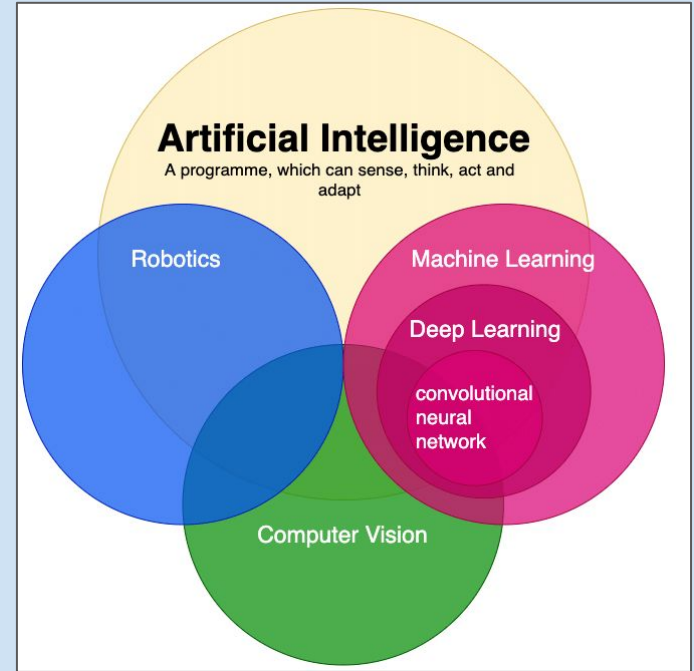 Artificial Intelligence
A programme, which can sense, think, act and
adapt
Robotics
Machine Learning
Deep Learning
convolutional
neural
network
Computer Vision